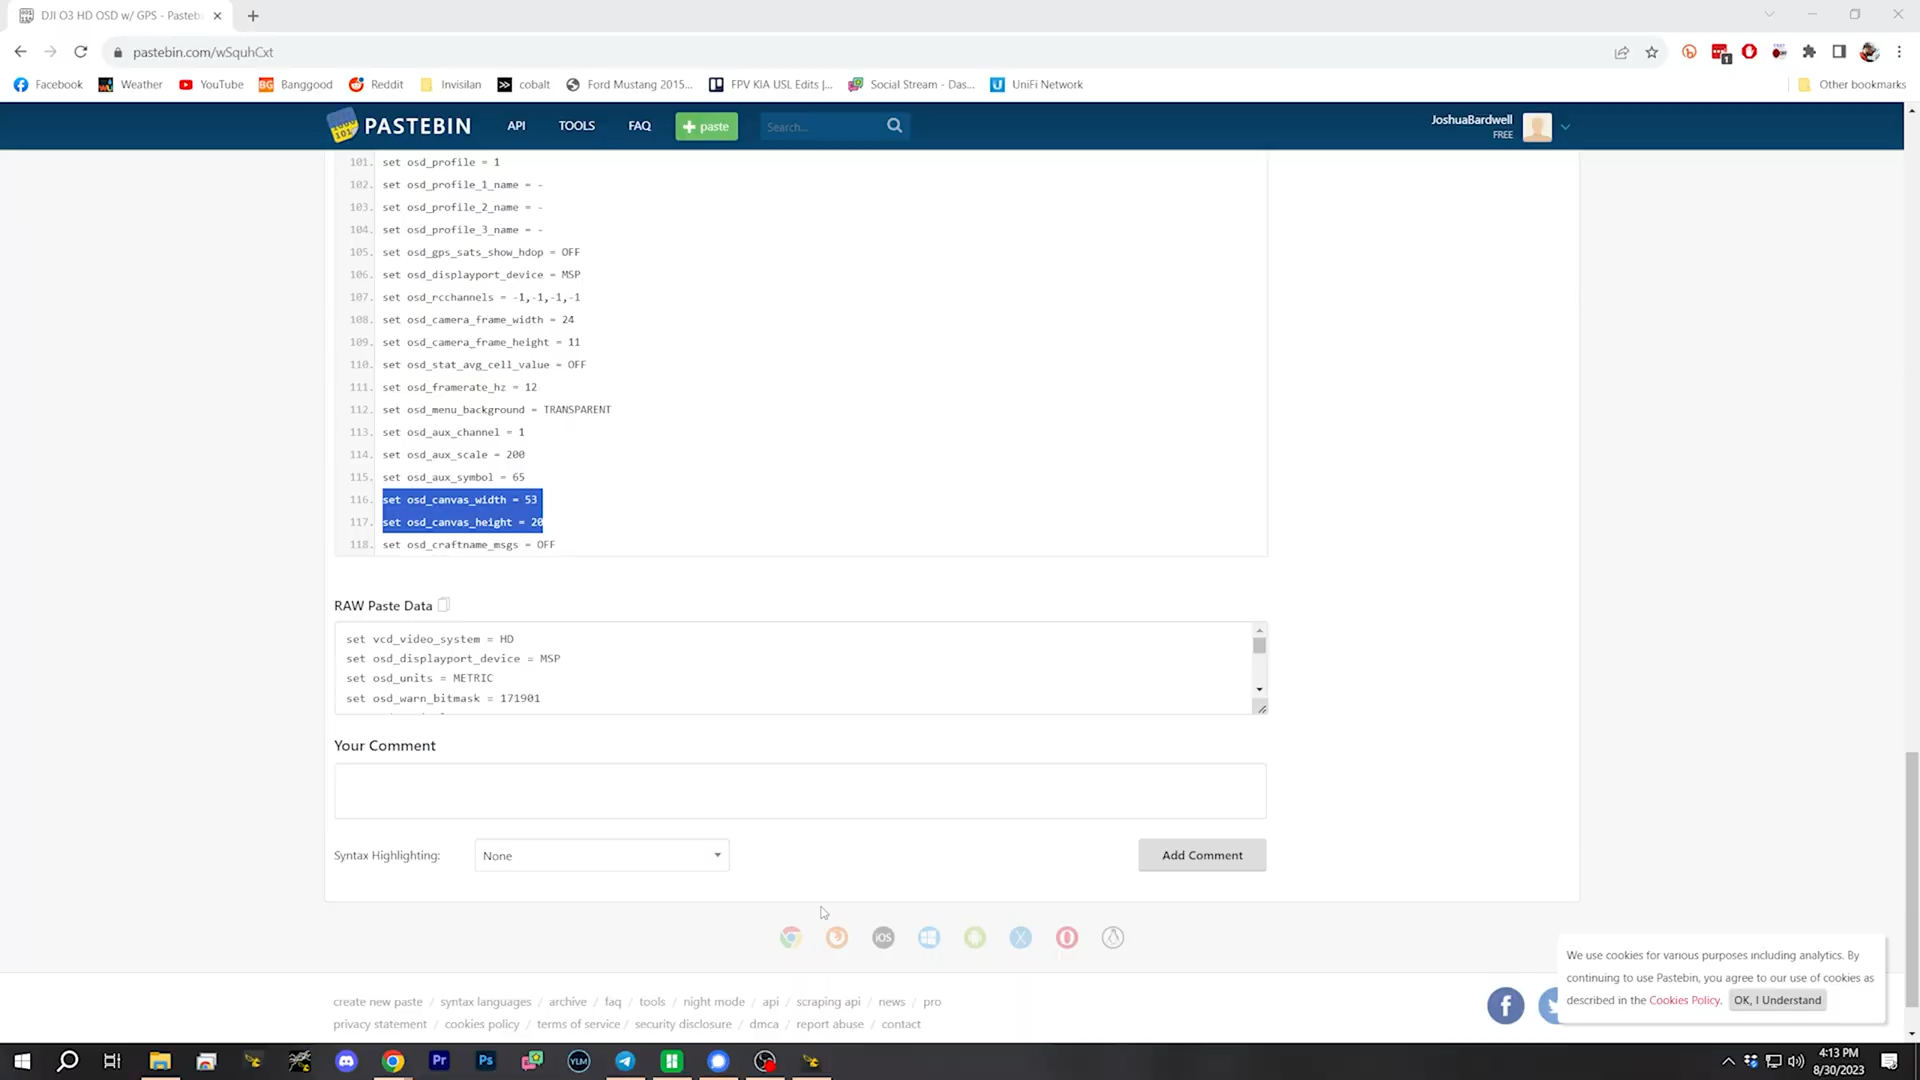 DJI O3 HD OSD w/ GPS - Pasteb
pastebin.com/wSquhCxt
1
Facebook
Weather
YouTube
BG Banggood
Reddit
Invisilan
cobalt
Ford Mustang 2015...
FPV KIA USL Edits |...
Social Stream - Das...
U UniFi Network
Other bookmarks
PASTEBIN
API
TOOLS
FAQ
+ paste
Search...
JoshuaBardwell
FREE
101. set osd_profile = 1
102. set osd_profile_1_name = -
103. set osd_profile_2_name = -
104. set osd_profile_3_name = -
105. set osd_gps_sats_show_hdop = OFF
106. set osd_displayport_device = MSP
107. set osd_rcchannels = -1,-1,-1,-1
108. set osd_camera_frame_width = 24
109. set osd_camera_frame_height = 11
110. set osd_stat_avg_cell_value = OFF
111. set osd_framerate_hz = 12
112. set osd_menu_background = TRANSPARENT
113. set osd_aux_channel = 1
114. set osd_aux_scale = 200
115. set osd_aux_symbol = 65
116. set osd_canvas_width = 53
117. set osd_canvas_height = 20
118. set osd_craftname_msgs = OFF
RAW Paste Data
set vcd_video_system = HD
set osd_displayport_device = MSP
set osd_units = METRIC
set osd_warn_bitmask = 171901
Your Comment
Syntax Highlighting:
None
Add Comment
iOS
We use cookies for various purposes including analytics. By
continuing to use Pastebin, you agree to our use of cookies as
described in the Cookies Policy. OK, I Understand
create new paste / syntax languages / archive / faq / tools / night mode / api / scraping api / news / pro
privacy statement / cookies policy / terms of service / security disclosure / dmca / report abuse / contact
Pr
Ps
YLM
4:13 PM
8/30/2023